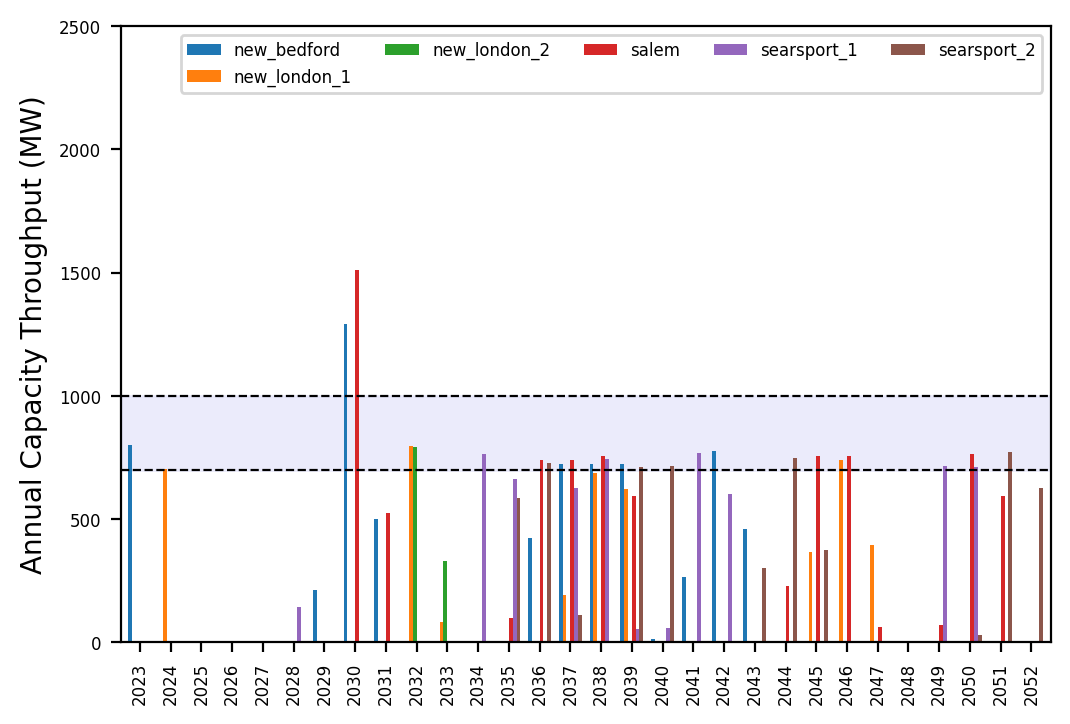 Annual Capacity Throughput (MW)
2500
2000
1500
1000
500
0
new_bedford new_london_2 salem searsport_1 searsport_2
new_london_1
2023 2024 2025 2026 2027 2028 2029 2030 2031 2032 2033 2034 2035 2036 2037 2038 2039 2040 2041 2042 2043 2044 2045 2046 2047 2048 2049 2050 2051 2052